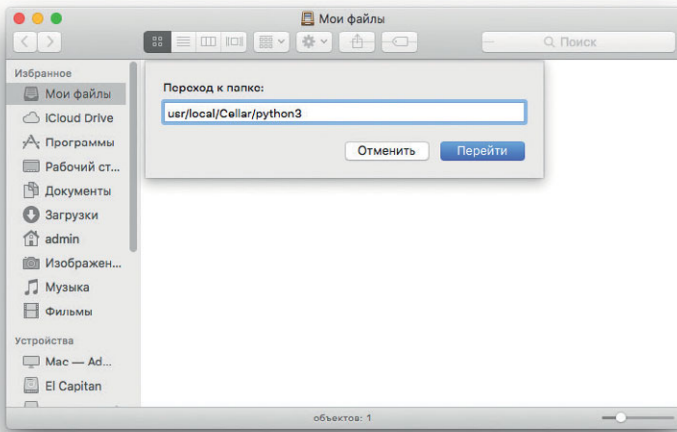 Мои файлы
Поиск
Избранное
Мои файлы
iCloud Drive
Программы
Рабочий ст...
Документы
Загрузки
admin
Изображен...
Музыка
Фильмы
Устройства
Mac — Ad...
El Capitan
Переход к папке:
usr/local/Cellar/python3
Отменить
Перейти
объектов: 1